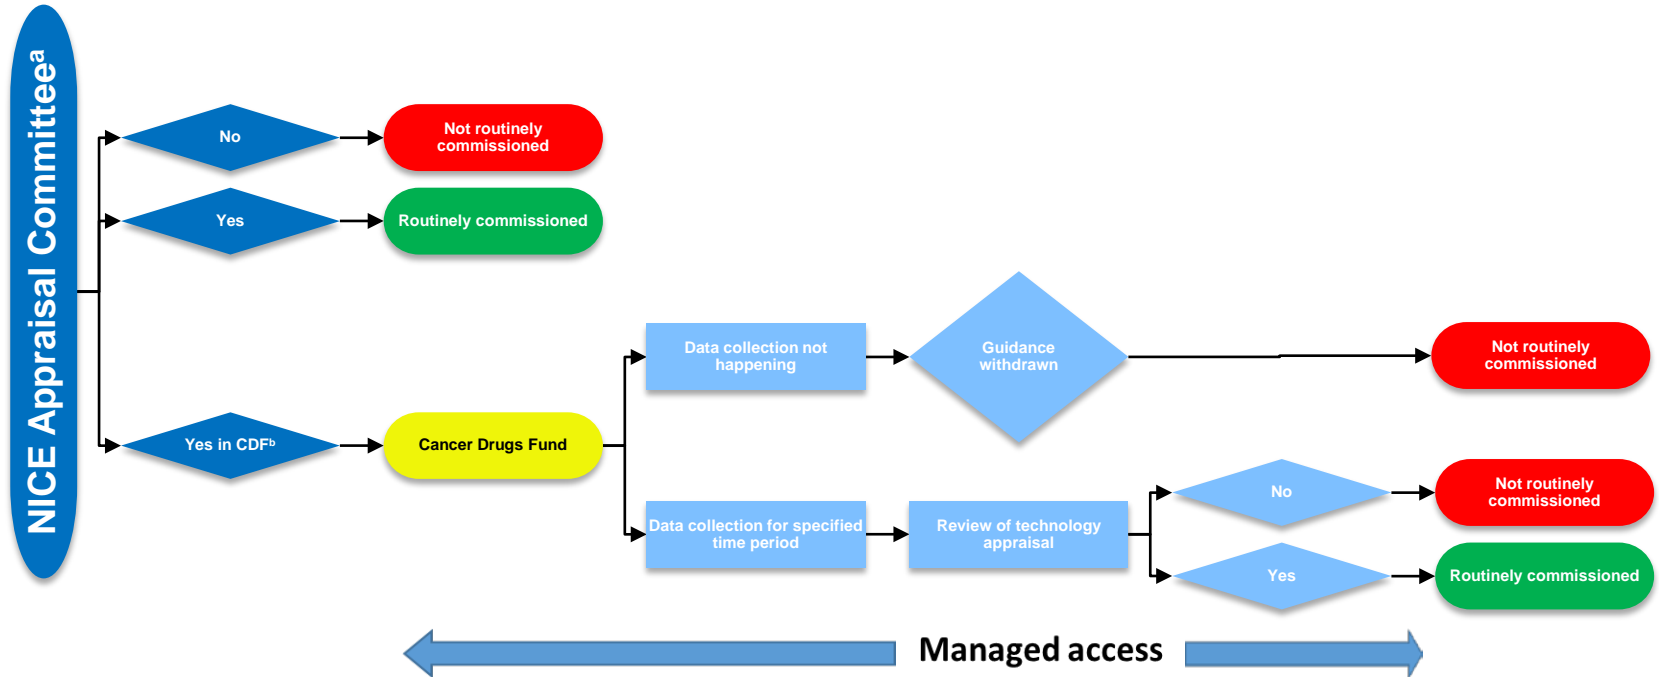 NICE Appraisal Committeeᵃ
No
Not routinely
commissioned
Yes
Routinely commissioned
Yes in CDFᵇ
Cancer Drugs Fund
Data collection not
happening
Guidance
withdrawn
Not routinely
commissioned
Data collection for specified
time period
Review of technology
appraisal
No
Not routinely
commissioned
Yes
Routinely commissioned
Managed access